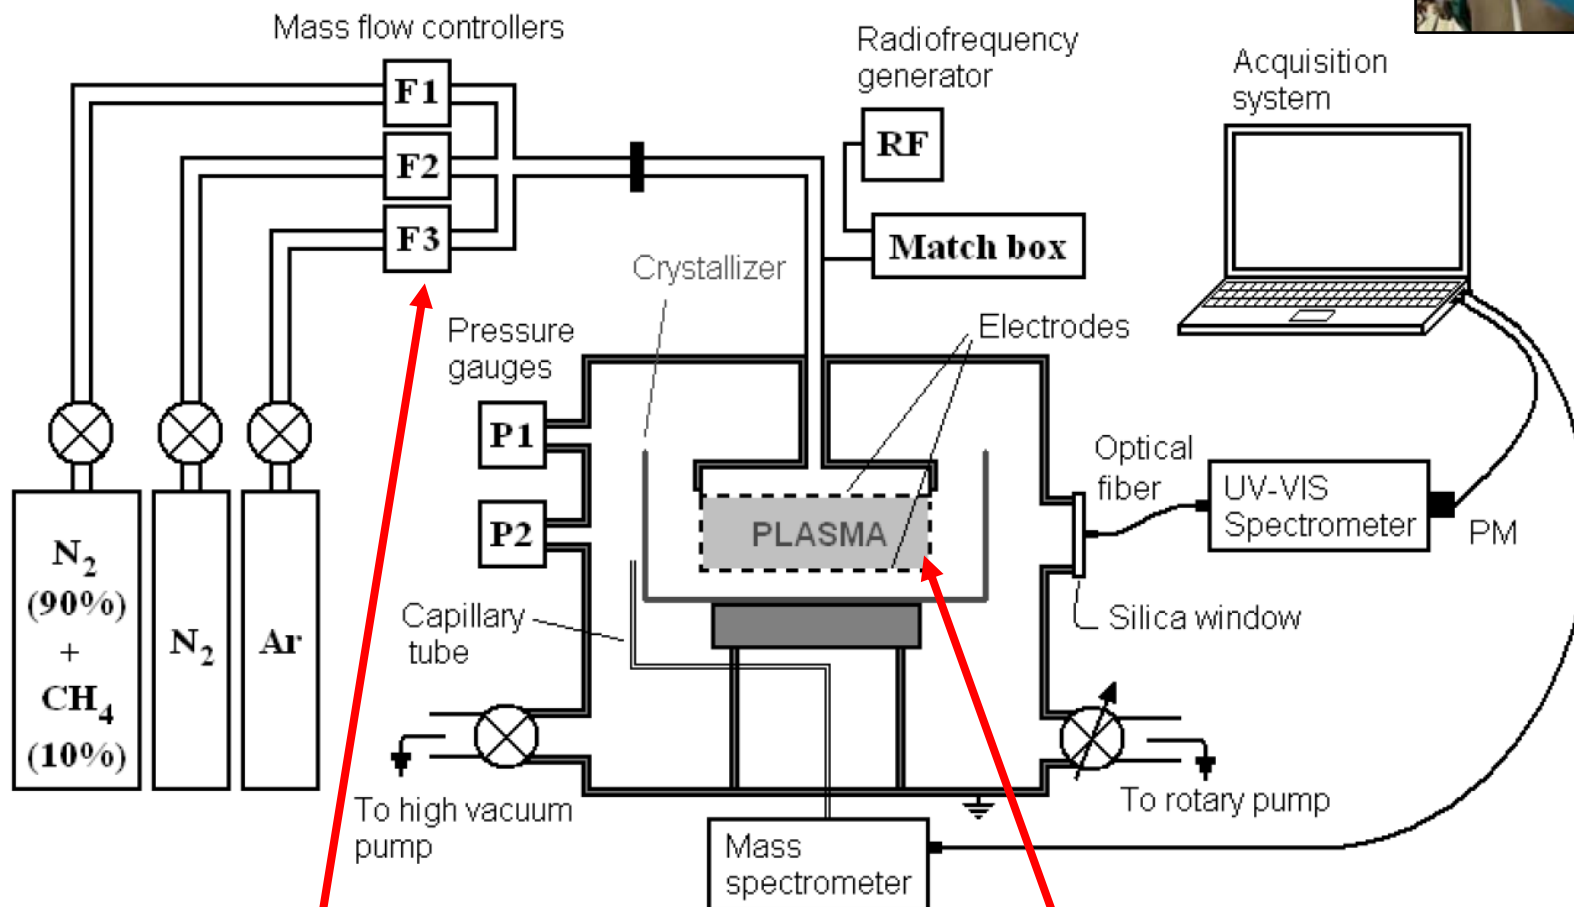 Mass flow controllers
F1
F2
F3
Radiofrequency
generator
RF
Match box
Acquisition
system
Crystallizer
Pressure
gauges
P1
P2
Electrodes
PLASMA
Optical
fiber
UV-VIS
Spectrometer
PM
Silica window
N₂
(90%)
+
CH₄
(10%)
N₂
Ar
Capillary
tube
To high vacuum
pump
To rotary pump
Mass
spectrometer